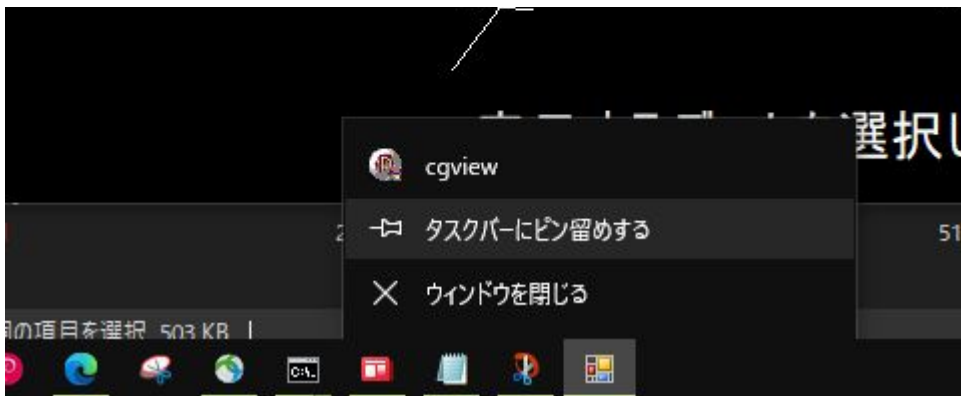 選択し
cgview
タスクバーにピン留めする
51
ウィンドウを閉じる
の項目を選択 503 KB